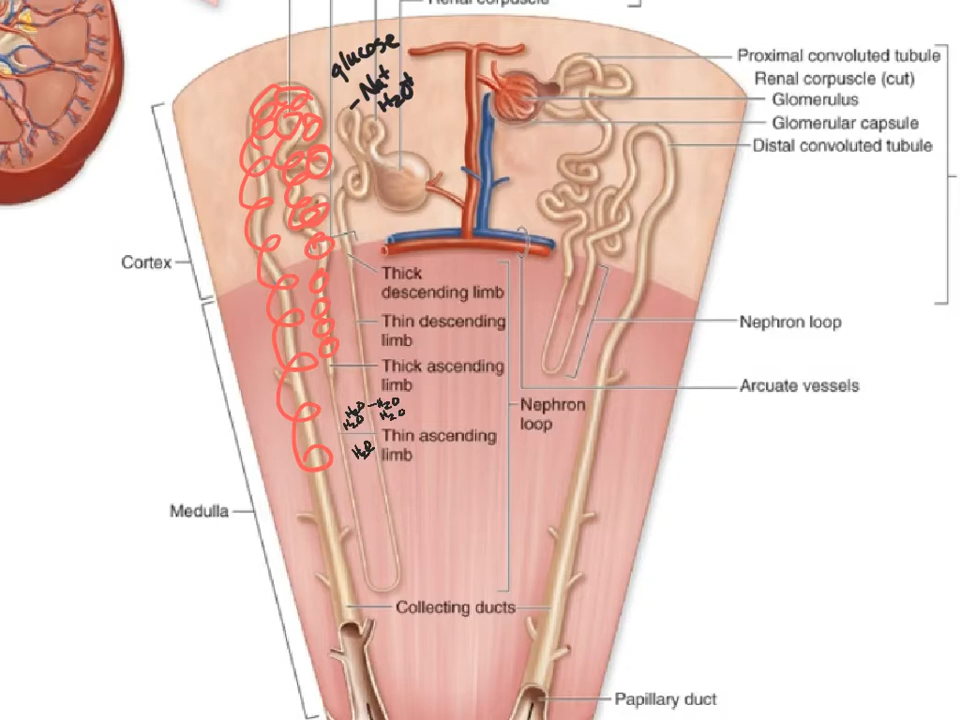 Renal corpuscle
glucose
- Na+
H2O
Proximal convoluted tubule
Renal corpuscle (cut)
Glomerulus
Glomerular capsule
Distal convoluted tubule
Cortex
Thick
descending limb
Thin descending
limb
Nephron loop
Thick ascending
limb
Arcuate vessels
Nephron
loop
H2O - H2O
H2O H2O
Thin ascending
limb
H2O
Medulla
Collecting ducts
Papillary duct